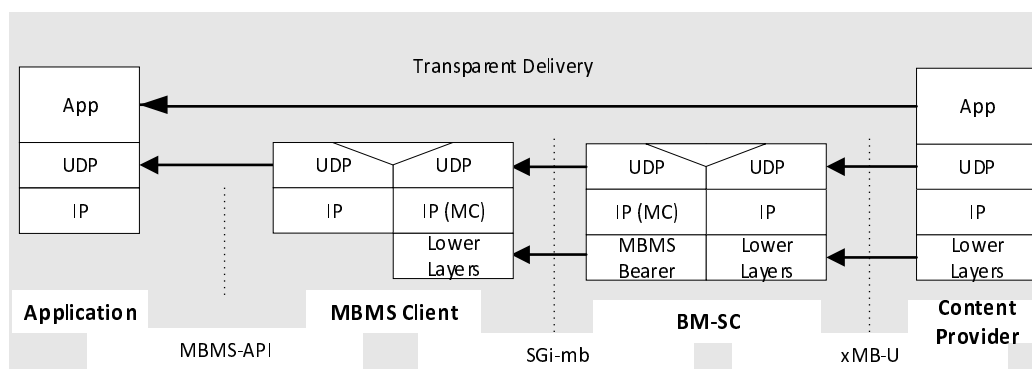 Transparent Delivery
App
App
UDP
UDP
UDP
UDP
UDP
UDP
IP
IP
IP (MC)
IP (MC)
IP
IP
Lower
Layers
MBMS
Bearer
Lower
Layers
Lower
Layers
Application
MBMS Client
BM-SC
Content
Provider
MBMS-API
SGi-mb
xMB-U